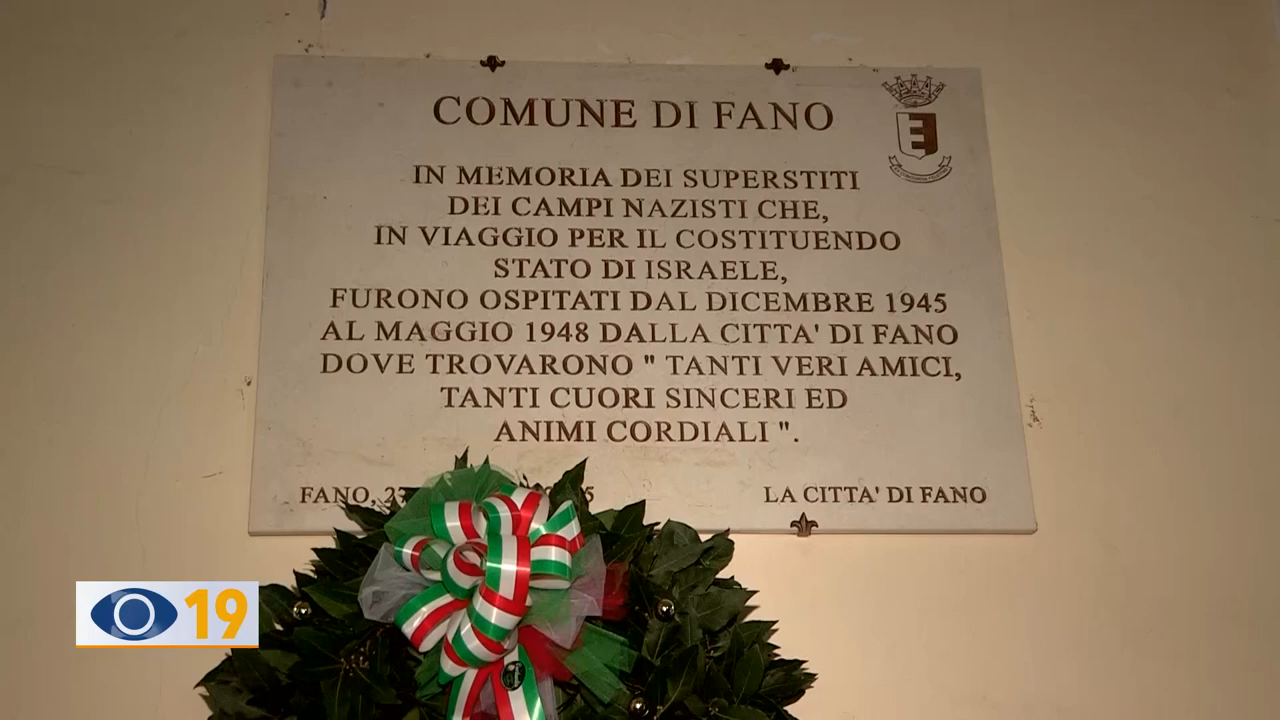 COMUNE DI FANO
IN MEMORIA DEI SUPERSTITI
DEI CAMPI NAZISTI CHE,
IN VIAGGIO PER IL COSTITUENDO
STATO DI ISRAELE,
FURONO OSPITATI DAL DICEMBRE 1945
AL MAGGIO 1948 DALLA CITTA' DI FANO
DOVE TROVARONO " TANTI VERI AMICI,
TANTI CUORI SINCERI ED
ANIMI CORDIALI ".
FANO,
LA CITTA' DI FANO
19